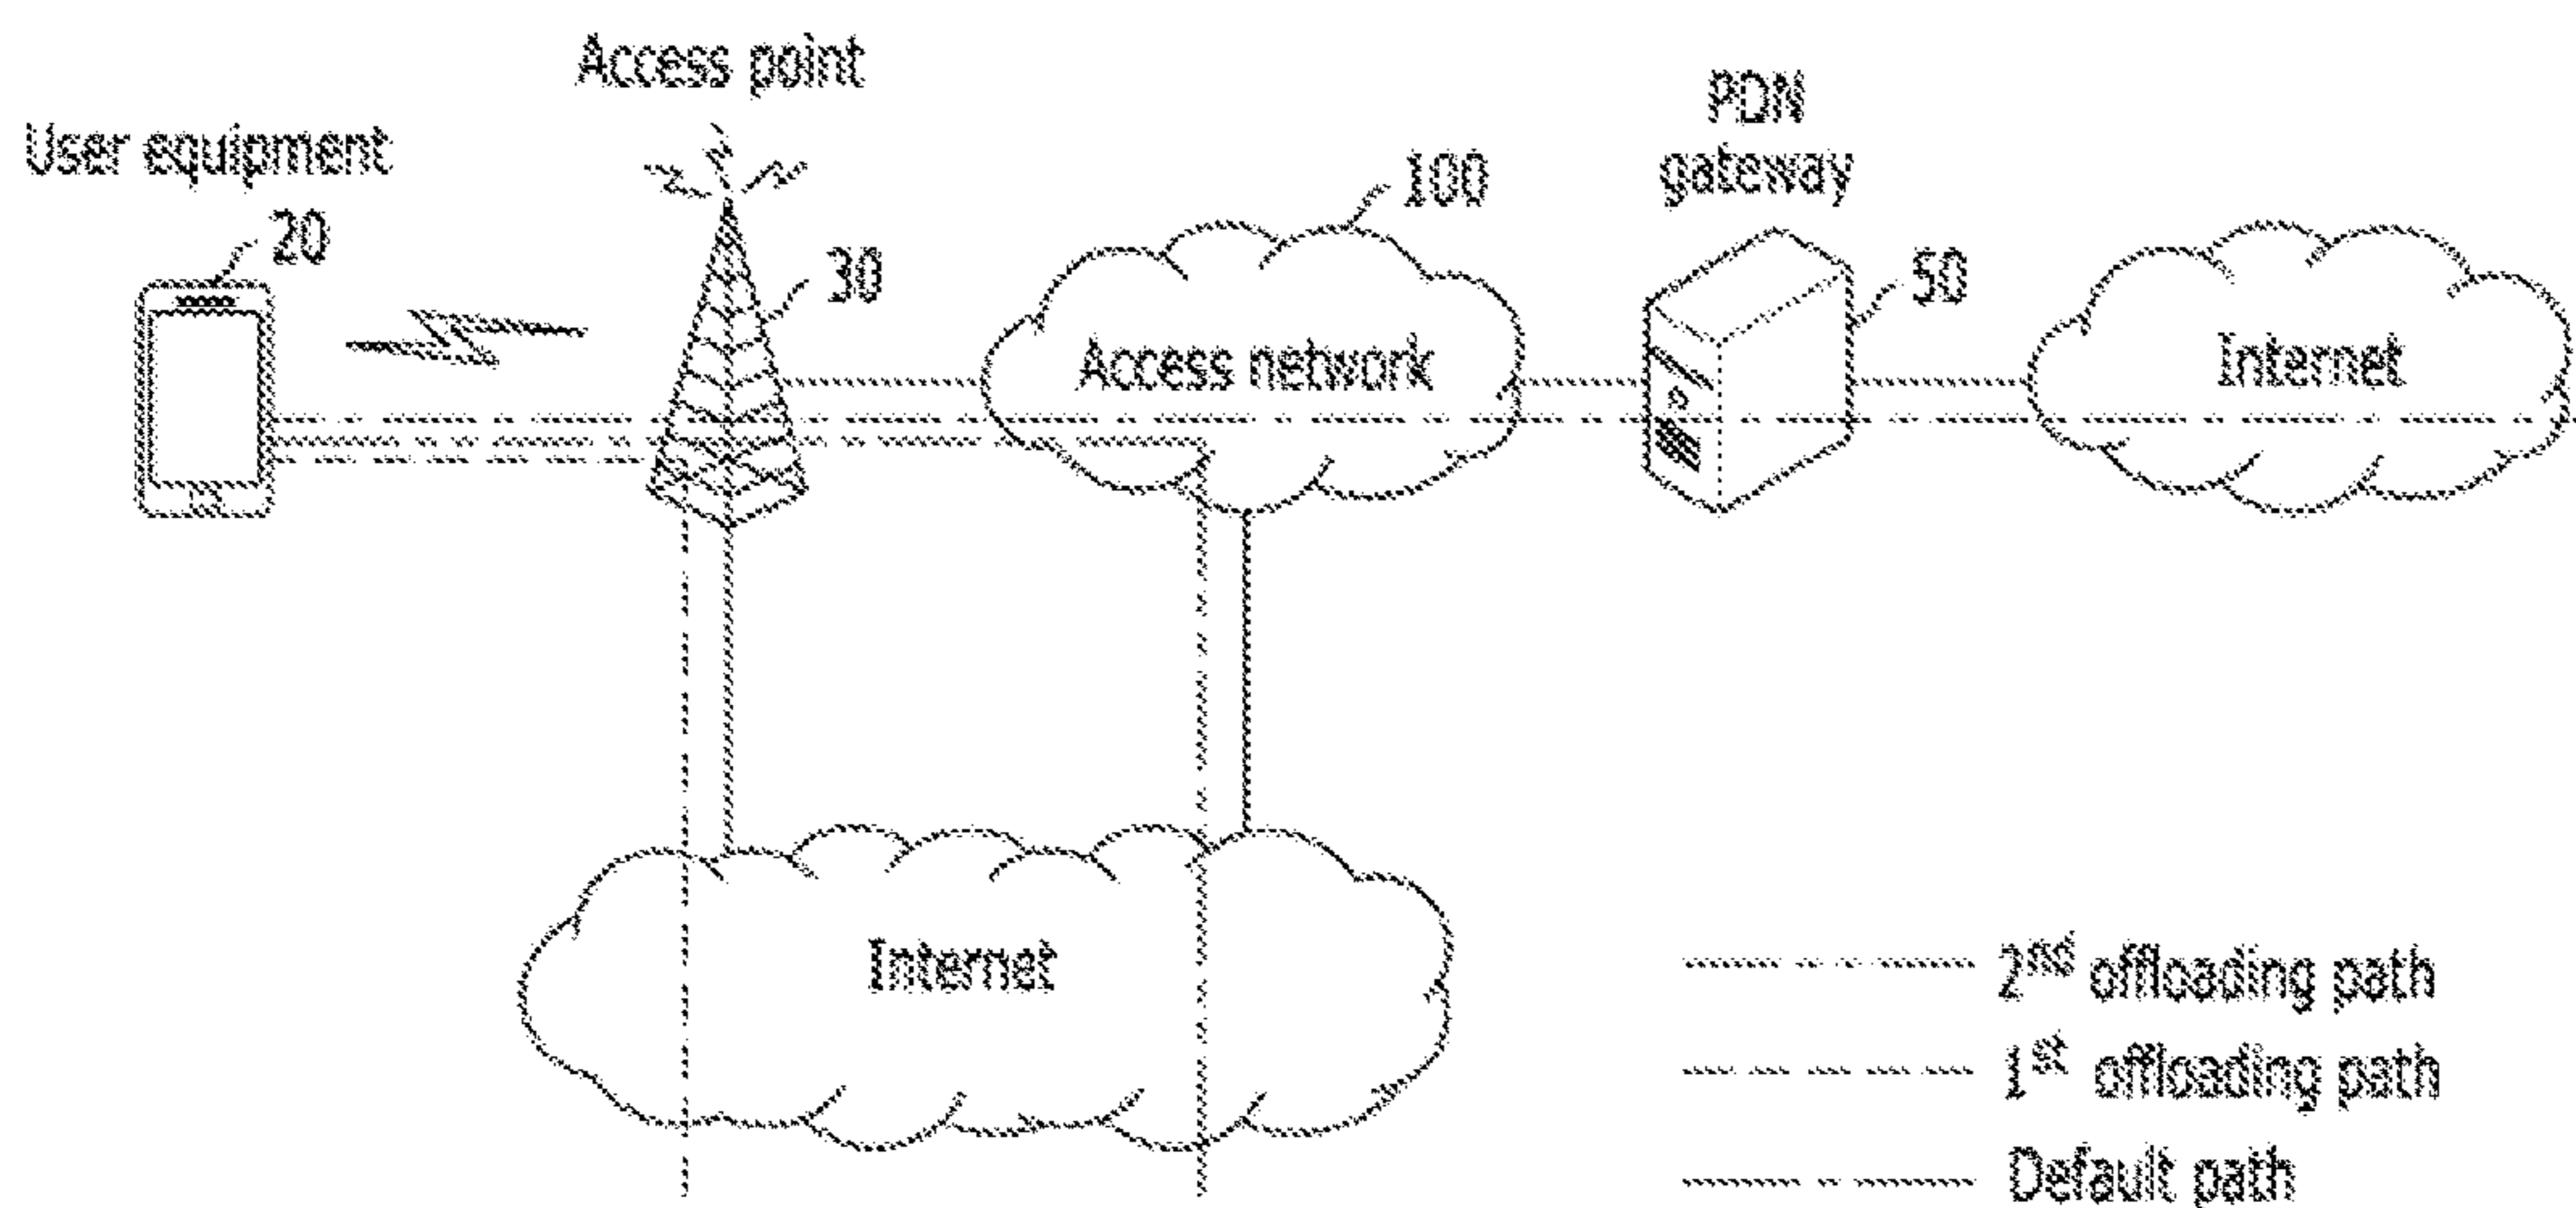 Access point
User equipment
20
30
100
Access network
PDN
gateway
50
Internet
Internet
2nd offloading path
1st offloading path
Default path